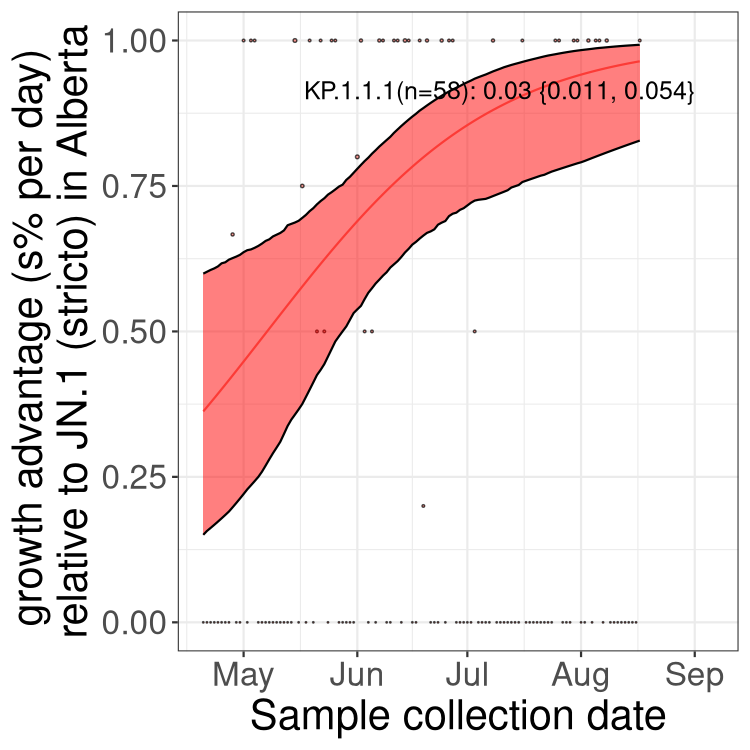 growth advantage (s% per day)
relative to JN.1 (stricto) in Alberta
1.00
0.75
0.50
0.25
0.00
KP.1.1.1(n=58): 0.03 {0.011, 0.054}
May Jun Jul Aug Sep
Sample collection date